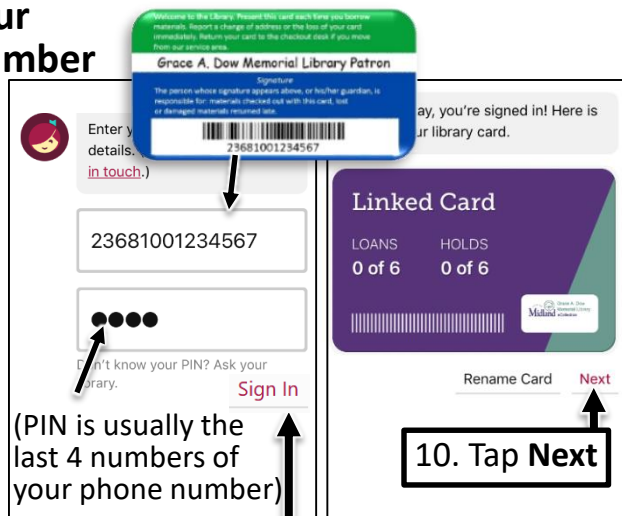 ur
mber
Welcome to the Library. Present this card each time you borrow
materials. Report a change of address or the loss of your card
immediately. Return your card to the checkout desk if you move
from our service area.
Grace A. Dow Memorial Library Patron
Signature
The person whose signature appears above, or his/her guardian, is
responsible for: materials checked out with this card, lost
or damaged materials returned late.
23681001234567
Enter y
details. (
in touch.)
23681001234567
n't know your PIN? Ask your
rary.
Sign In
(PIN is usually the
last 4 numbers of
your phone number)
ay, you're signed in! Here is
ur library card.
Linked Card
LOANS HOLDS
0 of 6 0 of 6
Midland Grace A. Dow
Memorial Library
Rename Card Next
10. Tap Next